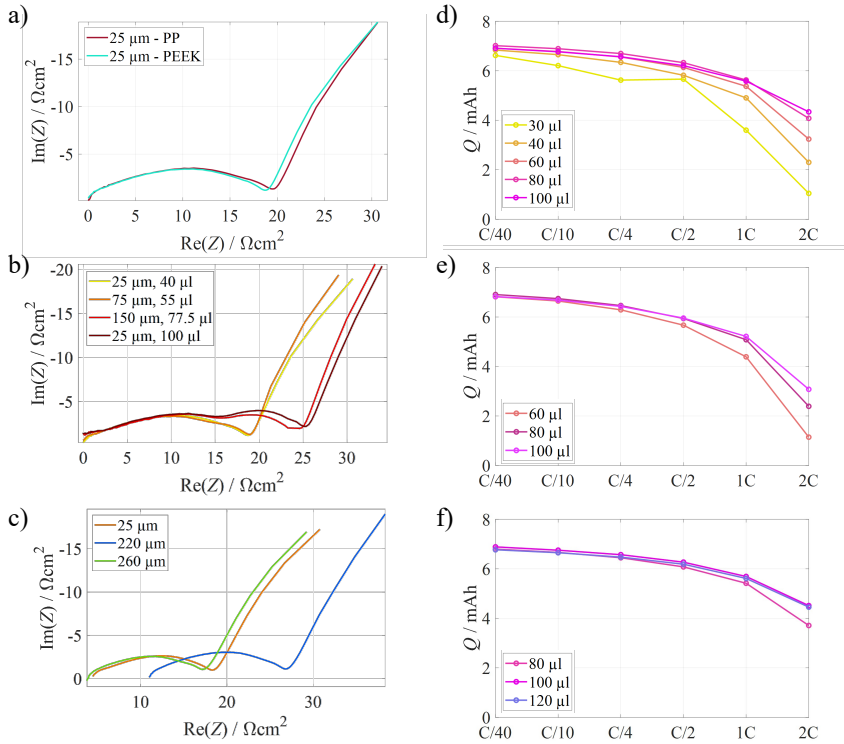 a)
25 µm - PP
25 µm - PEEK
-15
-10
-5
0 5 10 15 20 25 30
Im(Z) / Ωcm²
Re(Z) / Ωcm²
b)
25 µm, 40 µl
75 µm, 55 µl
150 µm, 77.5 µl
25 µm, 100 µl
-20
-15
-10
-5
0 5 10 15 20 25 30
Im(Z) / Ωcm²
Re(Z) / Ωcm²
c)
25 µm
220 µm
260 µm
-15
-10
-5
0
10 20 30
Im(Z) / Ωcm²
Re(Z) / Ωcm²
d)
8
6
4
2
0
Q / mAh
30 µl
40 µl
60 µl
80 µl
100 µl
C/40 C/10 C/4 C/2 1C 2C
e)
8
6
4
2
0
Q / mAh
60 µl
80 µl
100 µl
C/40 C/10 C/4 C/2 1C 2C
f)
8
6
4
2
0
Q / mAh
80 µl
100 µl
120 µl
C/40 C/10 C/4 C/2 1C 2C